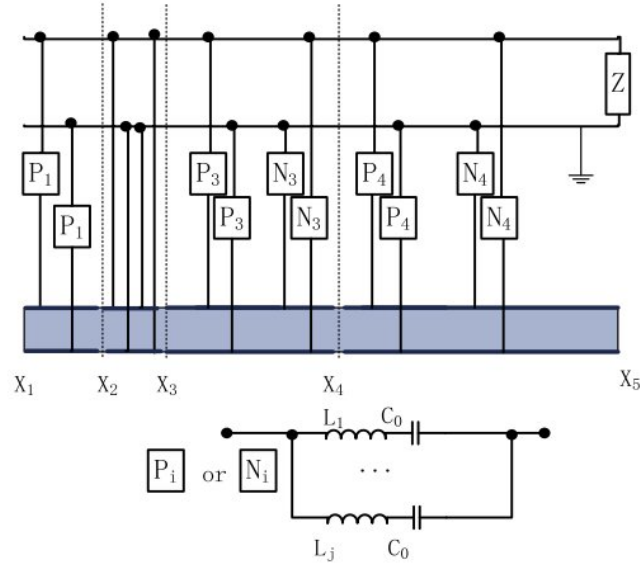 Z
P₁ P₃ N₃ P₄ N₄
P₁ P₃ N₃ P₄ N₄
X₁ X₂ X₃ X₄ X₅
L₁ C₀
Pᵢ or Nᵢ ...
Lⱼ C₀